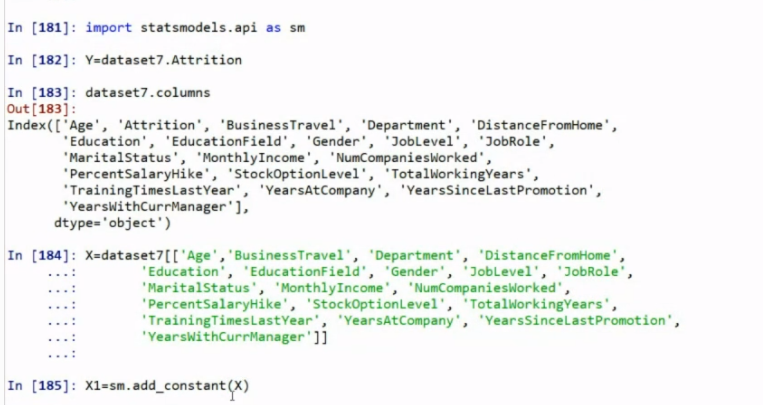 In [181]: import statsmodels.api as sm
In [182]: Y=dataset7.Attrition
In [183]: dataset7.columns
Out[183]:
Index(['Age', 'Attrition', 'BusinessTravel', 'Department', 'DistanceFromHome',
'Education', 'EducationField', 'Gender', 'JobLevel', 'JobRole',
'MaritalStatus', 'MonthlyIncome', 'NumCompaniesWorked',
'PercentSalaryHike', 'StockOptionLevel', 'TotalWorkingYears',
'TrainingTimesLastYear', 'YearsAtCompany', 'YearsSinceLastPromotion',
'YearsWithCurrManager'],
dtype='object')
In [184]: X=dataset7[['Age','BusinessTravel', 'Department', 'DistanceFromHome',
...: 'Education', 'EducationField', 'Gender', 'JobLevel', 'JobRole',
...: 'MaritalStatus', 'MonthlyIncome', 'NumCompaniesWorked',
...: 'PercentSalaryHike', 'StockOptionLevel', 'TotalWorkingYears',
...: 'TrainingTimesLastYear', 'YearsAtCompany', 'YearsSinceLastPromotion',
...: 'YearsWithCurrManager']]
...:
In [185]: X1=sm.add_constant(X)